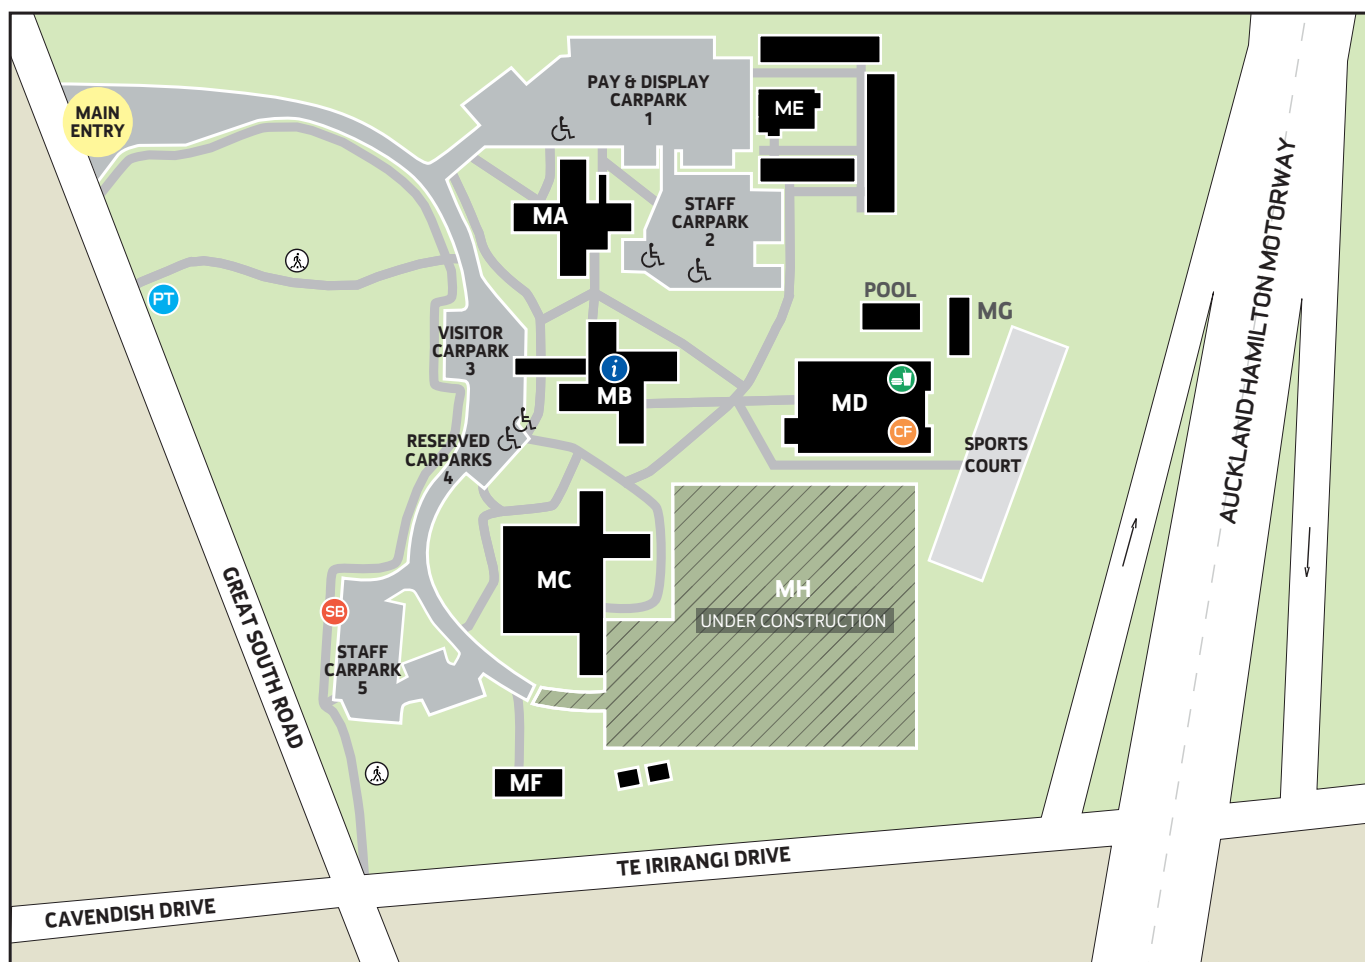 MAIN
ENTRY
PAY & DISPLAY
CARPARK
1
ME
MA
STAFF
CARPARK
2
AUCKLAND HAMILTON MOTORWAY
PT
POOL
MG
VISITOR
CARPARK
3
i
MB
MD
CF
RESERVED
CARPARKS
4
SPORTS
COURT
MC
MH
UNDER CONSTRUCTION
SB
GREAT SOUTH ROAD
STAFF
CARPARK
5
MF
TE IRIRANGI DRIVE
CAVENDISH DRIVE